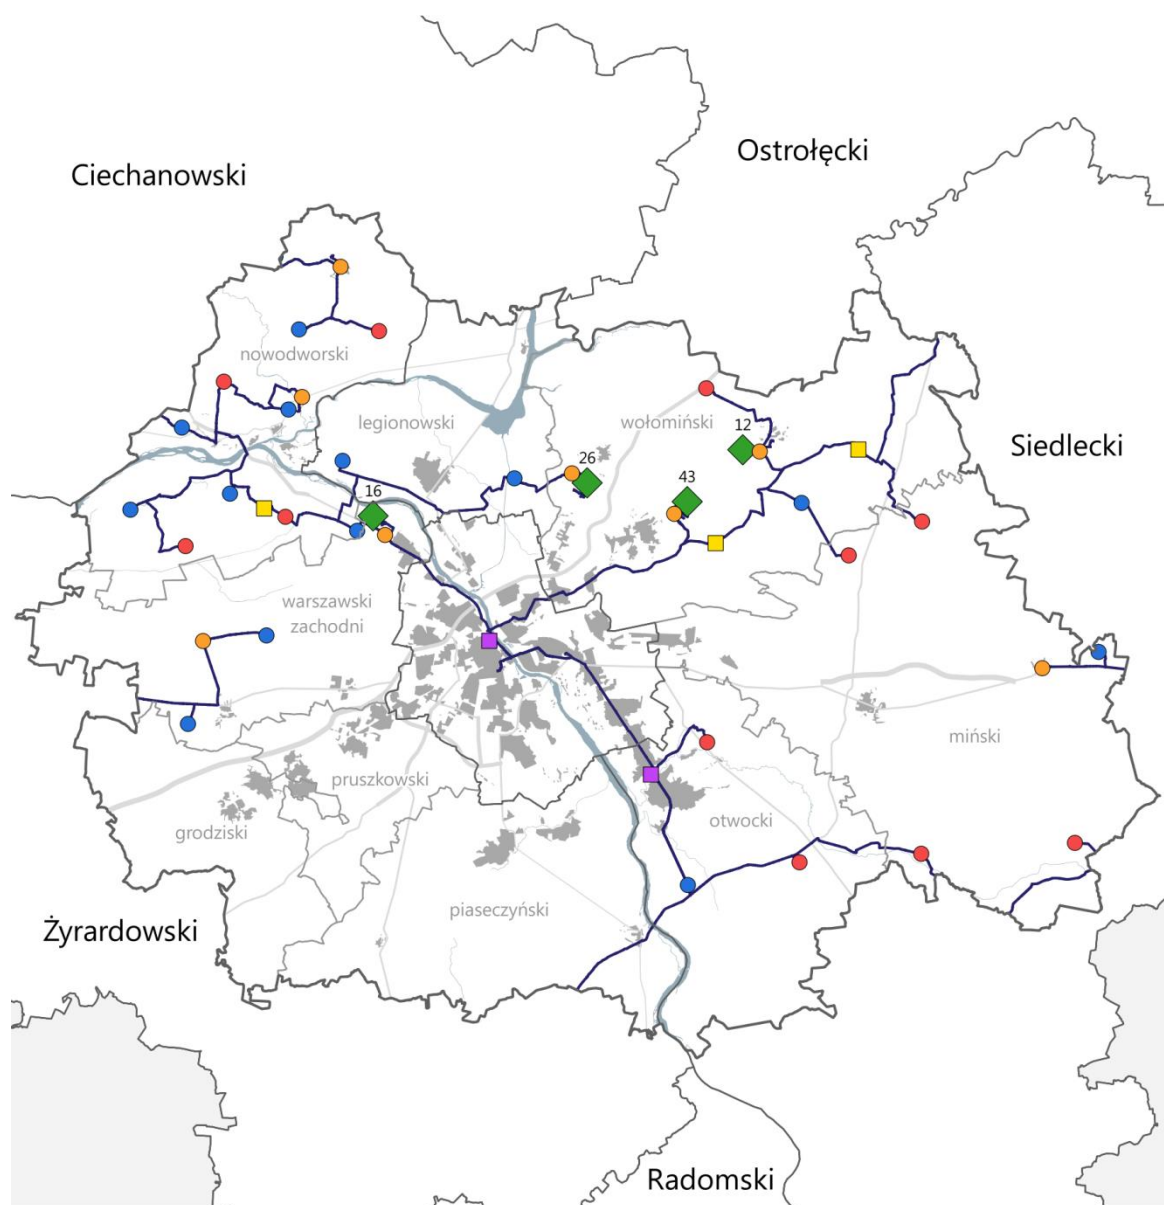 Ostrołęcki
Ciechanowski
nowodworski
legionowski
wołomiński
12
Siedlecki
26
43
16
warszawski
zachodni
miński
pruszkowski
otwocki
grodziski
piaseczyński
Żyrardowski
Radomski